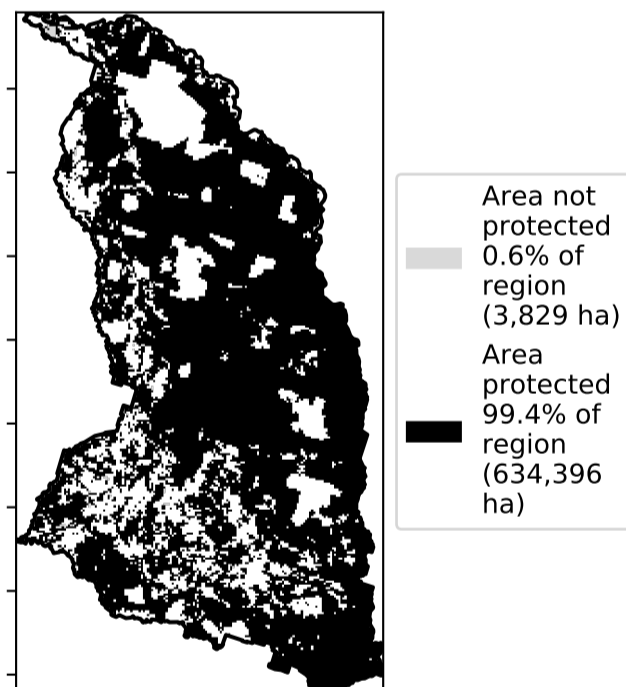 Area not
protected
0.6% of
region
(3,829 ha)
Area
protected
99.4% of
region
(634,396
ha)